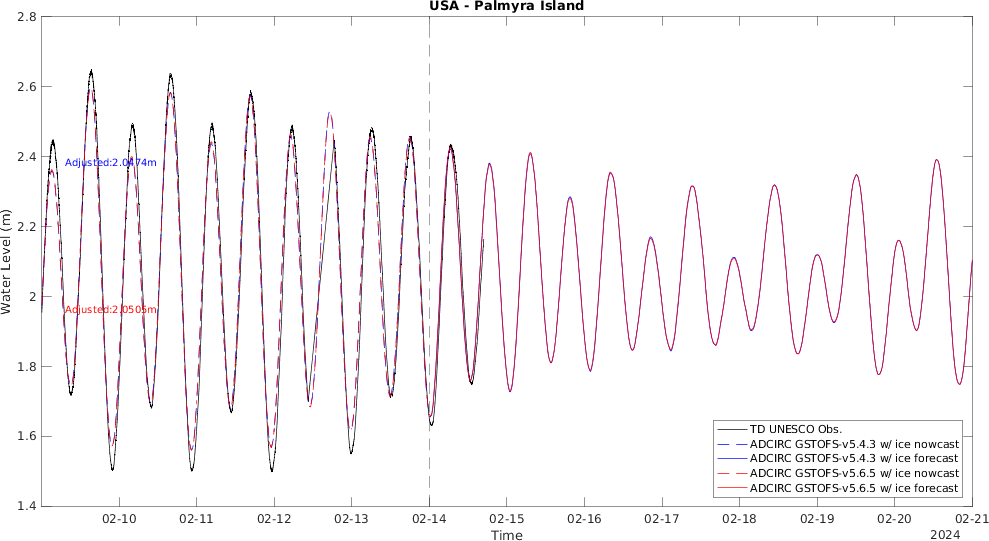 USA - Palmyra Island
2.8
2.6
2.4
2.2
2
1.8
1.6
1.4
Water Level (m)
Adjusted:2.0474m
Adjusted:2.0505m
TD UNESCO Obs.
ADCIRC GSTOFS-v5.4.3 w/ ice nowcast
ADCIRC GSTOFS-v5.4.3 w/ ice forecast
ADCIRC GSTOFS-v5.6.5 w/ ice nowcast
ADCIRC GSTOFS-v5.6.5 w/ ice forecast
02-10 02-11 02-12 02-13 02-14 02-15 02-16 02-17 02-18 02-19 02-20 02-21
Time
2024